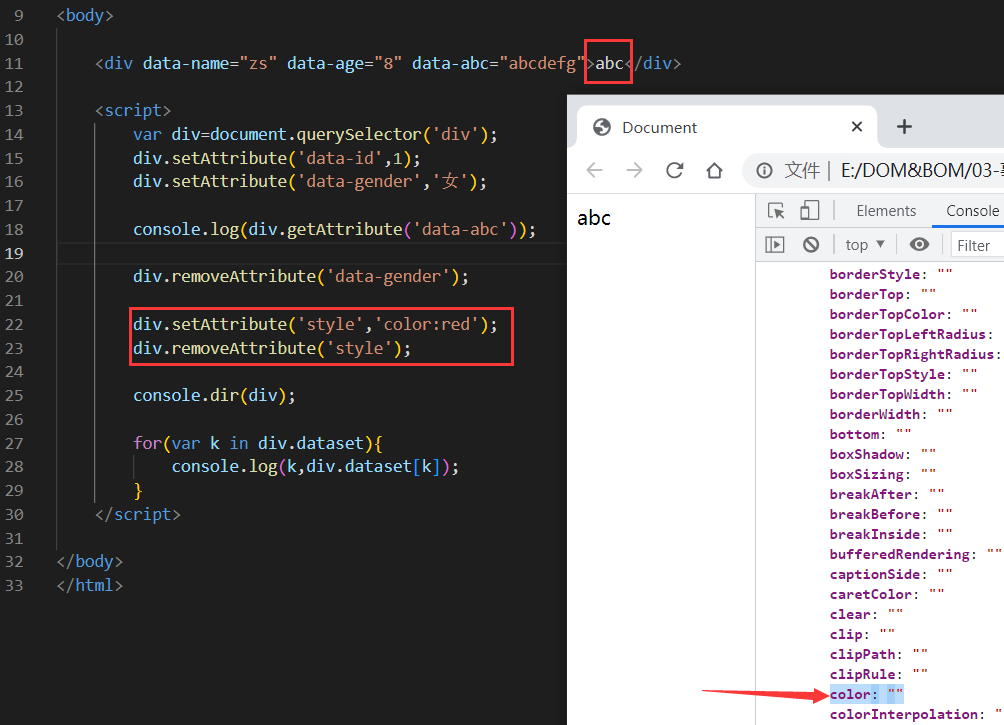 9 <body>
10
11 <div data-name="zs" data-age="8" data-abc="abcdefg">abc</div>
12
13 <script>
14 var div=document.querySelector('div');
15 div.setAttribute('data-id',1);
16 div.setAttribute('data-gender','女');
17
18 console.log(div.getAttribute('data-abc'));
19
20 div.removeAttribute('data-gender');
21
22 div.setAttribute('style','color:red');
23 div.removeAttribute('style');
24
25 console.dir(div);
26
27 for(var k in div.dataset){
28 console.log(k,div.dataset[k]);
29 }
30 </script>
31
32 </body>
33 </html>
Document
文件 | E:/DOM&BOM/03-
abc
Elements Console
top Filter
borderStyle: ""
borderTop: ""
borderTopColor: ""
borderTopLeftRadius:
borderTopRightRadius:
borderTopStyle: ""
borderTopWidth: ""
borderWidth: ""
bottom: ""
boxShadow: ""
boxSizing: ""
breakAfter: ""
breakBefore: ""
breakInside: ""
bufferedRendering: ""
captionSide: ""
caretColor: ""
clear: ""
clip: ""
clipPath: ""
clipRule: ""
color: ""
colorInterpolation: "